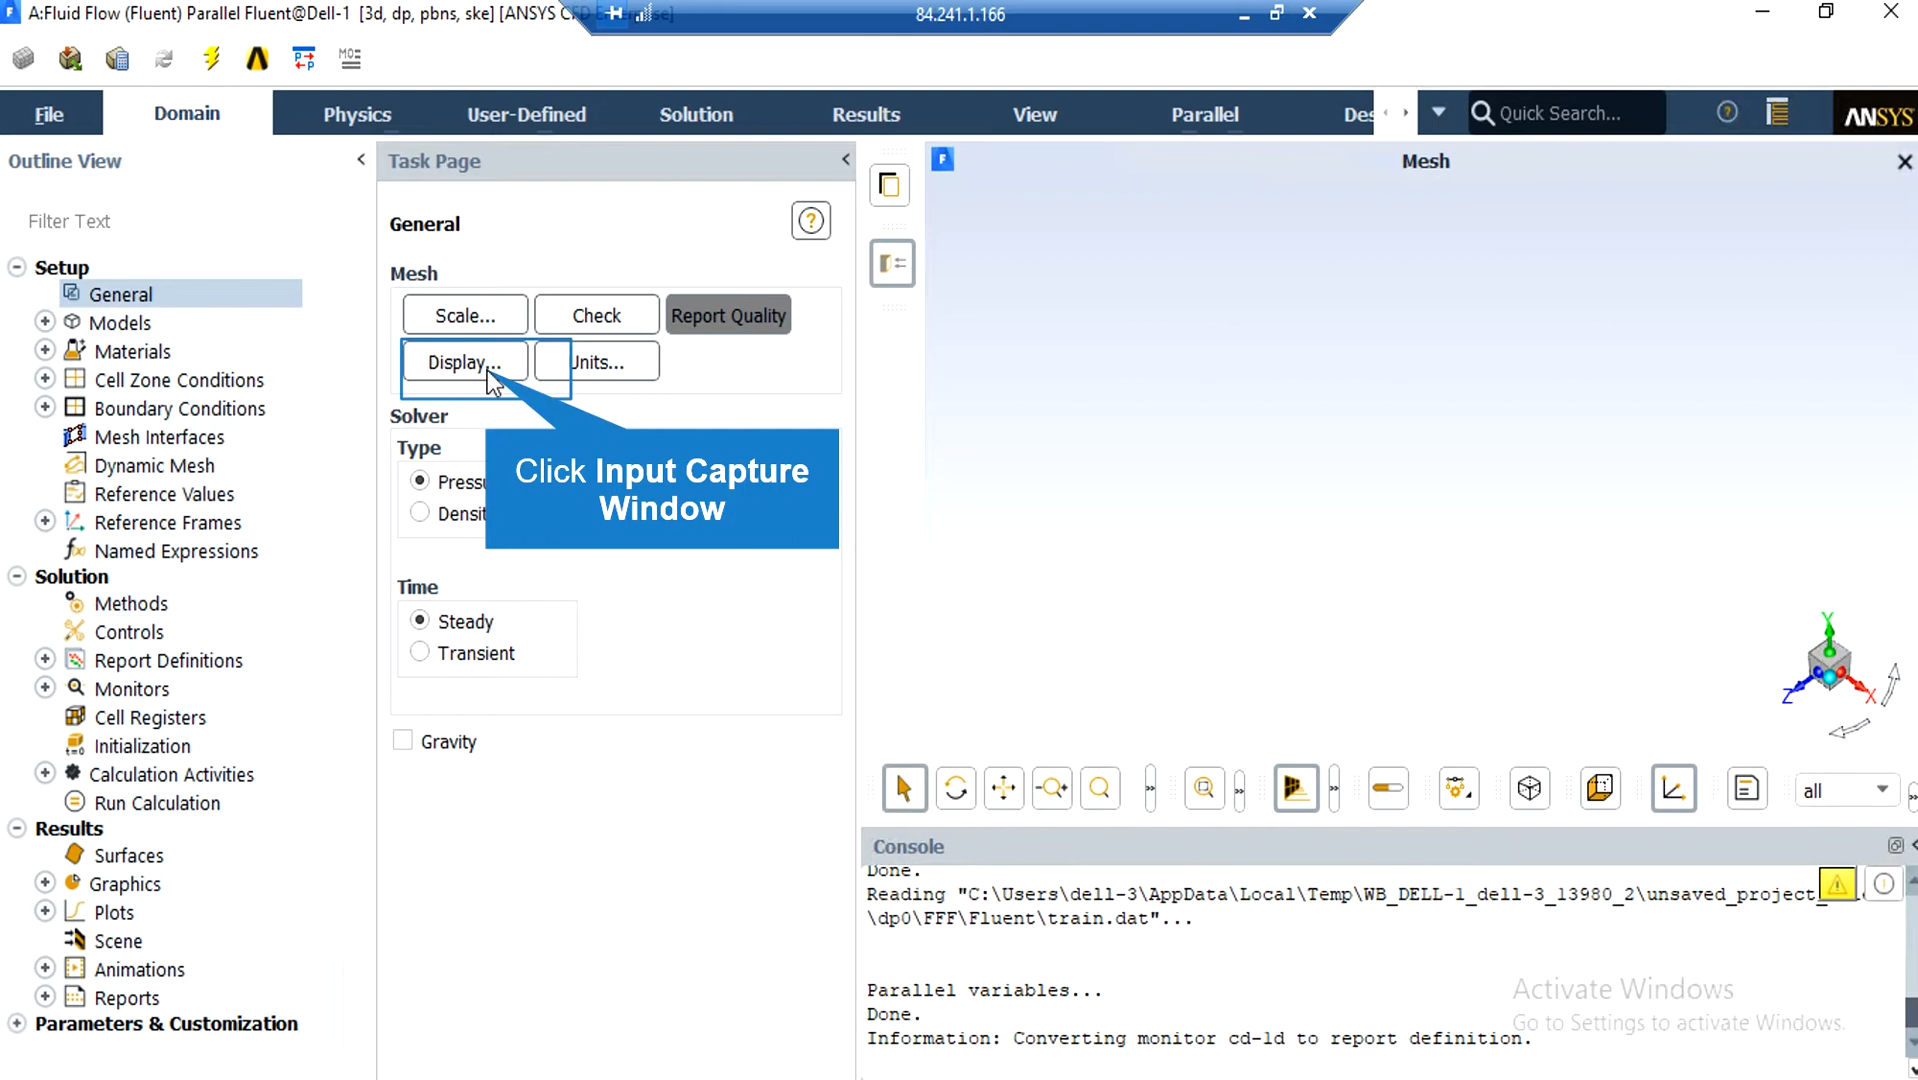 A:Fluid Flow (Fluent) Parallel Fluent@Dell-1 [3d, dp, pbns, ske] [ANSYS CFD Enterprise]
84.241.1.166
File
Domain
Physics
User-Defined
Solution
Results
View
Parallel
Des
Quick Search...
ANSYS
Outline View
Filter Text
Setup
General
Models
Materials
Cell Zone Conditions
Boundary Conditions
Mesh Interfaces
Dynamic Mesh
Reference Values
Reference Frames
Named Expressions
Solution
Methods
Controls
Report Definitions
Monitors
Cell Registers
Initialization
Calculation Activities
Run Calculation
Results
Surfaces
Graphics
Plots
Scene
Animations
Reports
Parameters & Customization
Task Page
General
Mesh
Scale...
Check
Report Quality
Display...
Units...
Solver
Type
Pressu
Densit
Click Input Capture
Window
Time
Steady
Transient
Gravity
Mesh
Y
Z
X
all
Console
Done.
Reading "C:\Users\dell-3\AppData\Local\Temp\WB_DELL-1_dell-3_13980_2\unsaved_project_
\dp0\FFF\Fluent\train.dat"...
Parallel variables...
Done.
Information: Converting monitor cd-1d to report definition.
Activate Windows
Go to Settings to activate Windows.